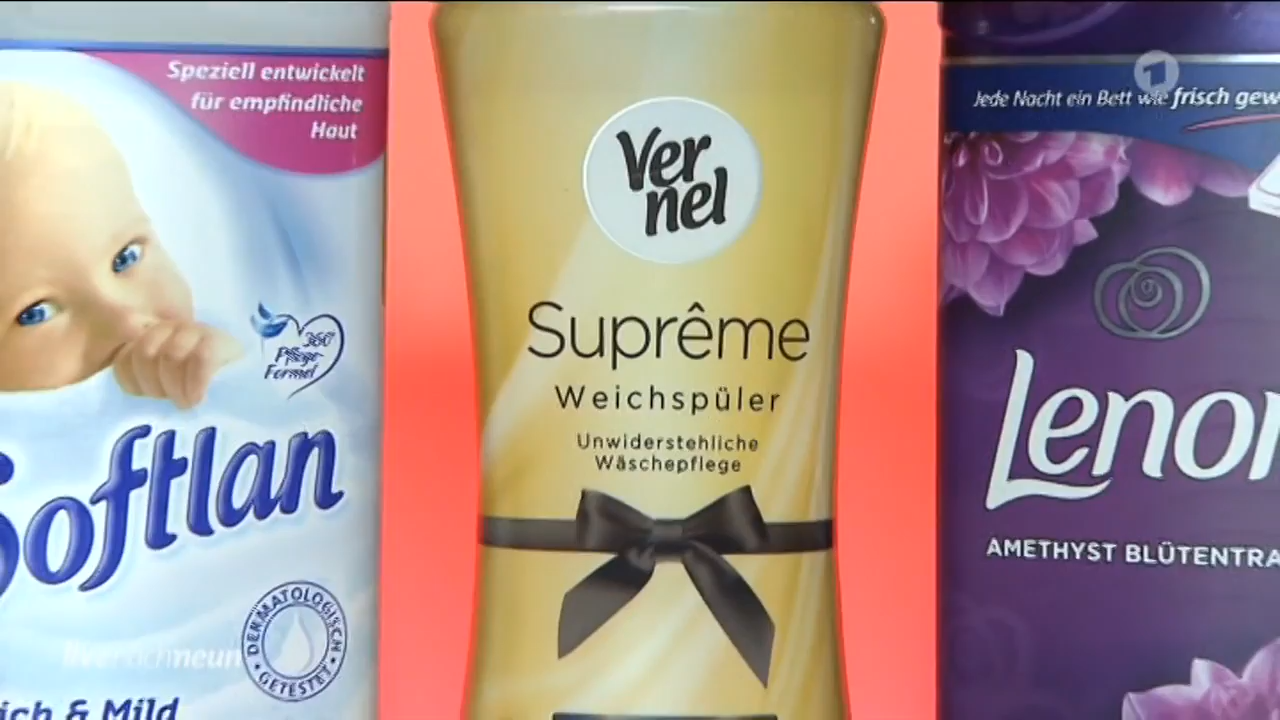 Speziell entwickelt
für empfindliche
Haut
360°
Pflege-
Formel
Softlan
DERMATOLOGISCH
GETESTET
ich & Mild
Ver
nel
Suprême
Weichspüler
Unwiderstehliche
Wäschepflege
1
Jede Nacht ein Bett wie frisch gew
Lenor
AMETHYST BLÜTENTRA